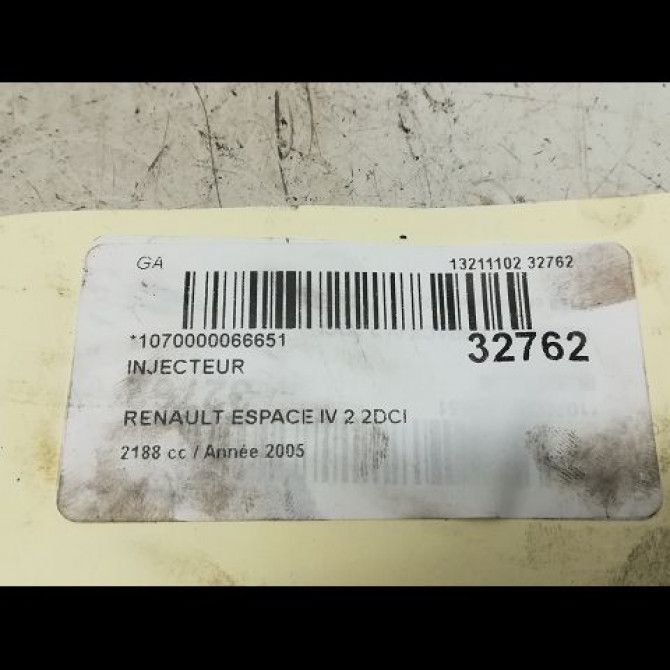 GA 13211102 32762
*1070000066651 32762
INJECTEUR
RENAULT ESPACE IV 2 2DCI
2188 cc / Année 2005